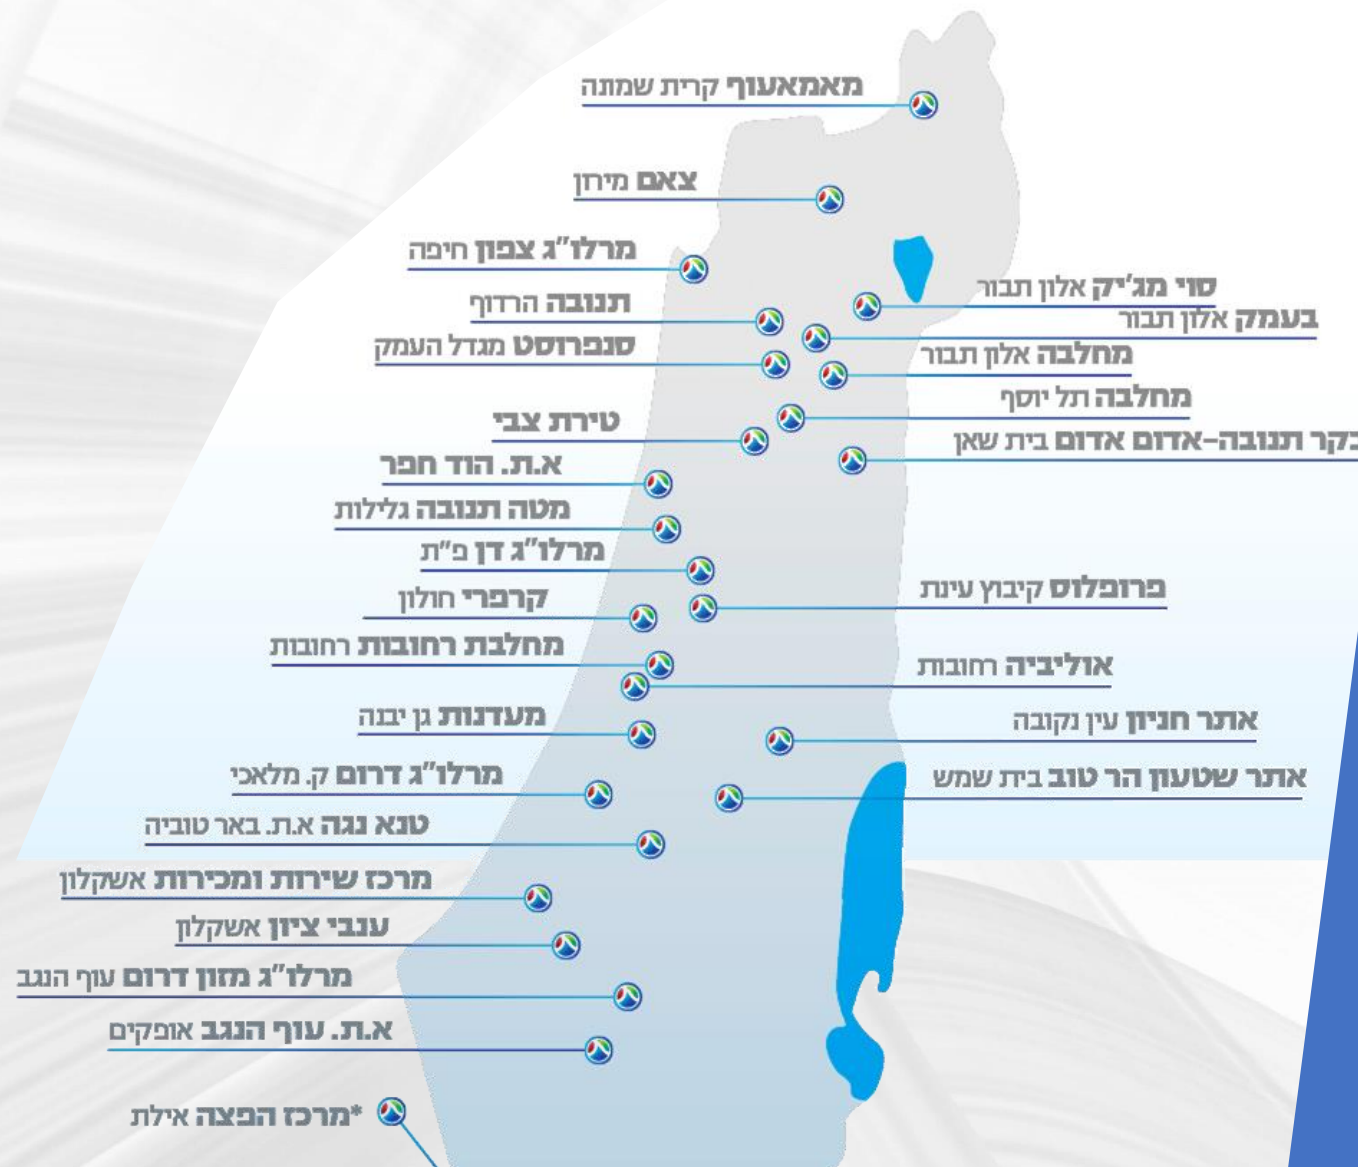 מאמאעוף קרית שמונה
צאם מירון
מרלו"ג צפון חיפה
סוי מג'יק אלון תבור
תנובה הרדוף
בעמק אלון תבור
סנפרוסט מגדל העמק
מחלבה אלון תבור
מחלבה תל יוסף
טירת צבי
בקר תנובה-אדום אדום בית שאן
א.ת. הוד חפר
מטה תנובה גלילות
מרלו"ג דן פ"ת
פרופלוס קיבוץ עינת
קרפרי חולון
מחלבת רחובות רחובות
אוליביה רחובות
מעדנות גן יבנה
אתר חניון עין נקובה
מרלו"ג דרום ק. מלאכי
אתר שטעון הר טוב בית שמש
טנא נגה א.ת. באר טוביה
מרכז שירות ומכירות אשקלון
ענבי ציון אשקלון
מרלו"ג מזון דרום עוף הנגב
א.ת. עוף הנגב אופקים
*מרכז הפצה אילת